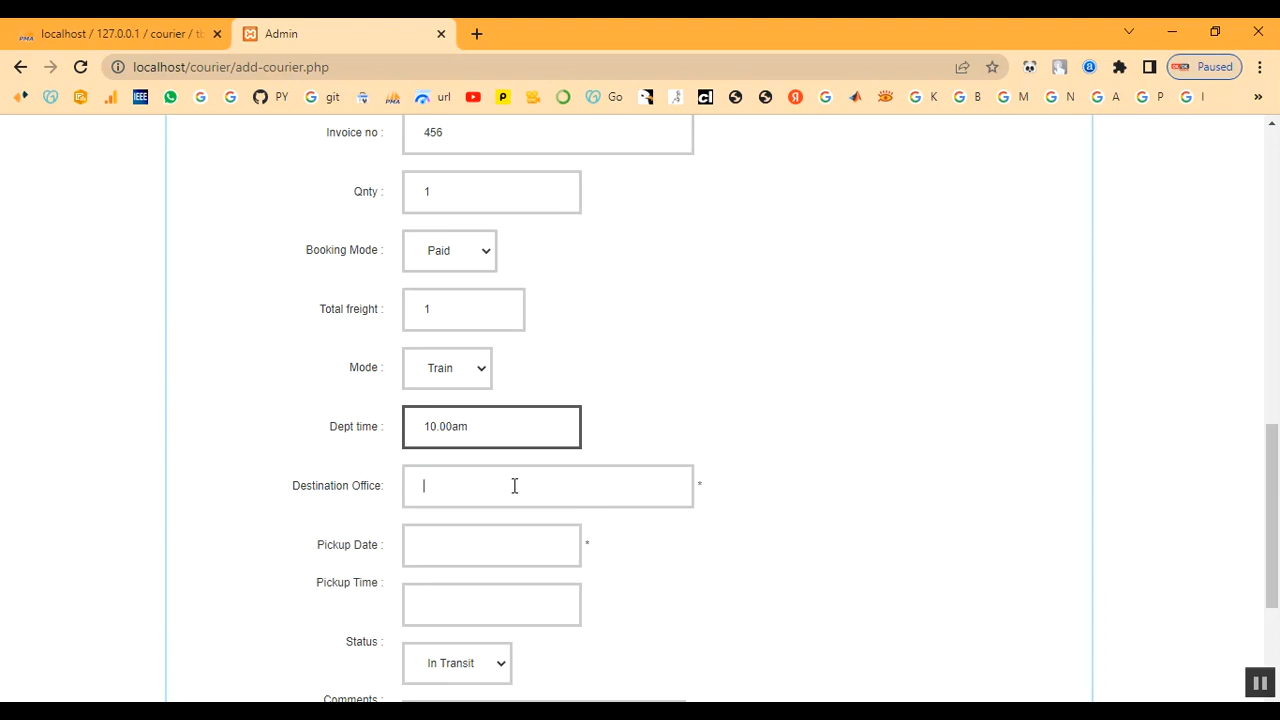 localhost / 127.0.0.1 / courier / tb
Admin
localhost/courier/add-courier.php
Paused
PY
git
url
Go
K
B
M
N
A
P
I
Invoice no :
456
Qnty :
1
Booking Mode :
Paid
Total freight :
1
Mode :
Train
Dept time :
10.00am
Destination Office:
*
Pickup Date :
*
Pickup Time :
Status :
In Transit
Comments :